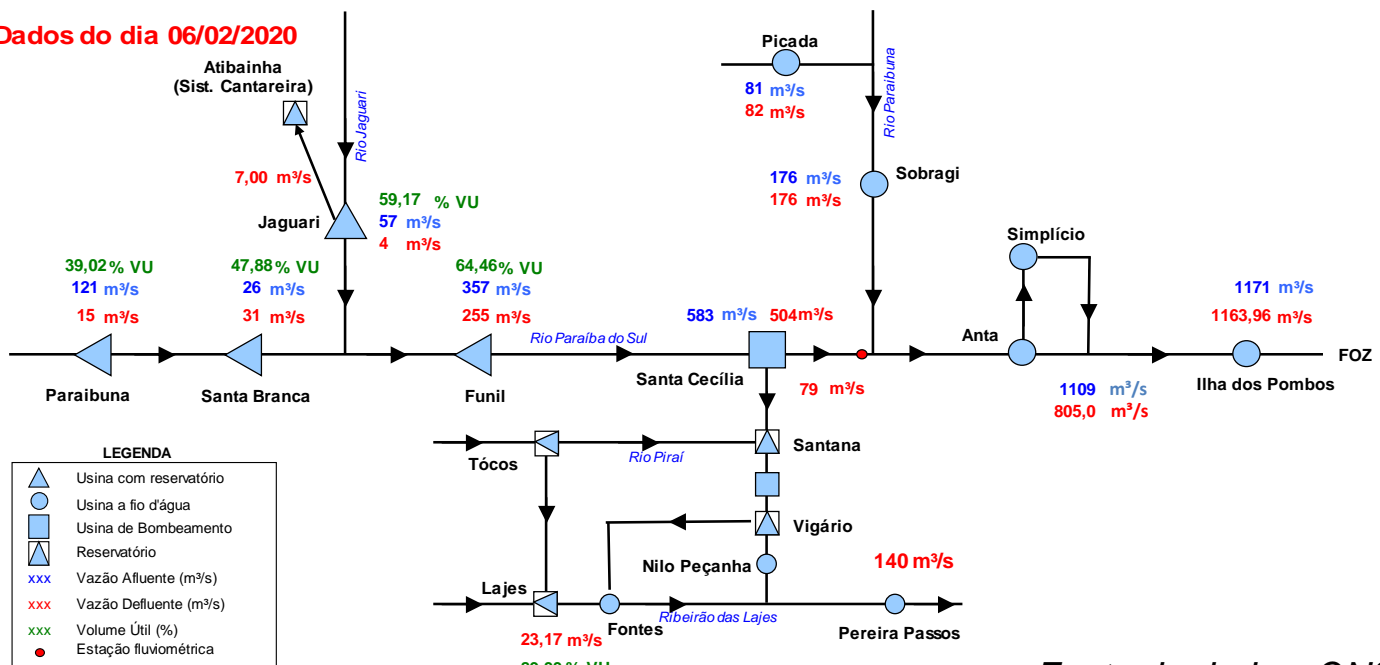 Dados do dia 06/02/2020
Atibainha
(Sist. Cantareira)
Rio Jaguari
7,00 m³/s
Jaguari
59,17 % VU
57 m³/s
4 m³/s
Picada
81 m³/s
82 m³/s
Rio Paraibuna
176 m³/s
176 m³/s
Sobragi
39,02% VU
121 m³/s
15 m³/s
Paraibuna
47,88% VU
26 m³/s
31 m³/s
Santa Branca
64,46% VU
357 m³/s
255 m³/s
Funil
Rio Paraíba do Sul
583 m³/s 504m³/s
Santa Cecília
79 m³/s
Simplício
Anta
1109 m³/s
805,0 m³/s
1171 m³/s
1163,96 m³/s
Ilha dos Pombos
FOZ
Tócos
Rio Piraí
Santana
Vigário
Nilo Peçanha
140 m³/s
Lajes
Fontes
Ribeirão das Lajes
Pereira Passos
23,17 m³/s
LEGENDA
Usina com reservatório
Usina a fio d'água
Usina de Bombeamento
Reservatório
xxx Vazão Afluente (m³/s)
xxx Vazão Defluente (m³/s)
xxx Volume Útil (%)
Estação fluviométrica